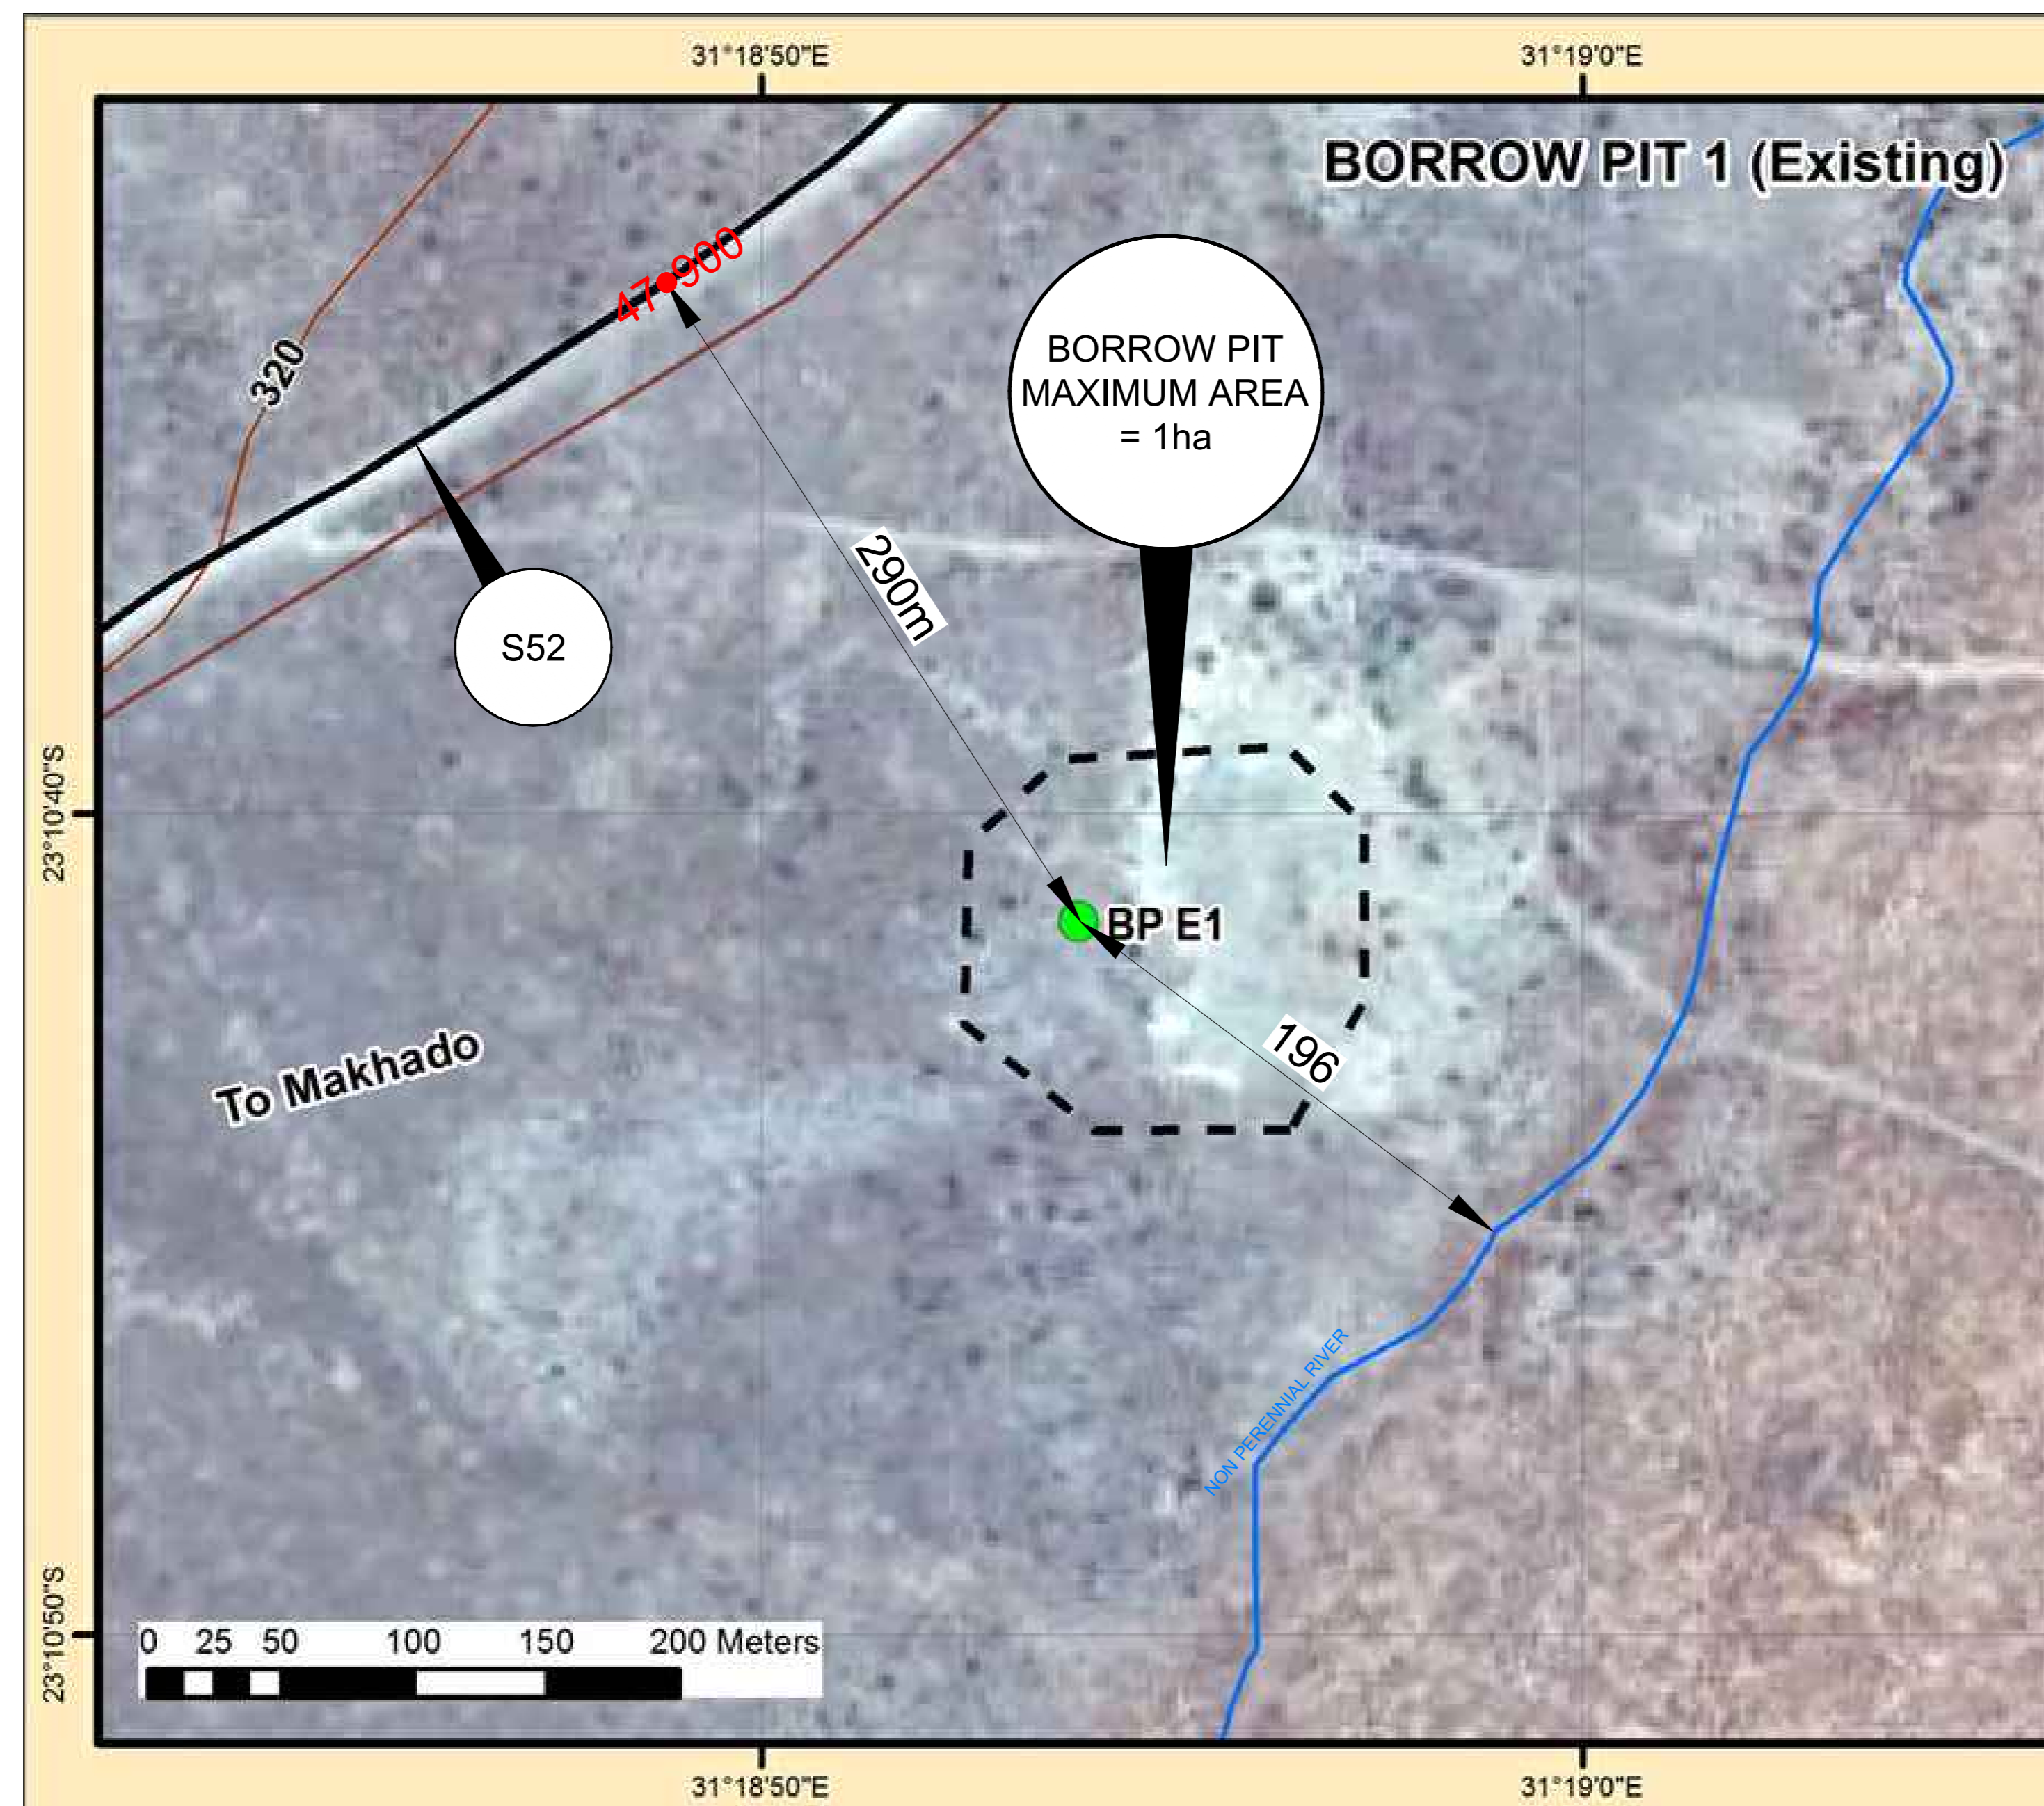 31°18'50"E
31°19'0"E
BORROW PIT 1 (Existing)
47+900
320
BORROW PIT
MAXIMUM AREA
= 1ha
290m
S52
23°10'40"S
BP E1
196
To Makhado
NON PERENNIAL RIVER
23°10'50"S
0 25 50 100 150 200 Meters
31°18'50"E
31°19'0"E